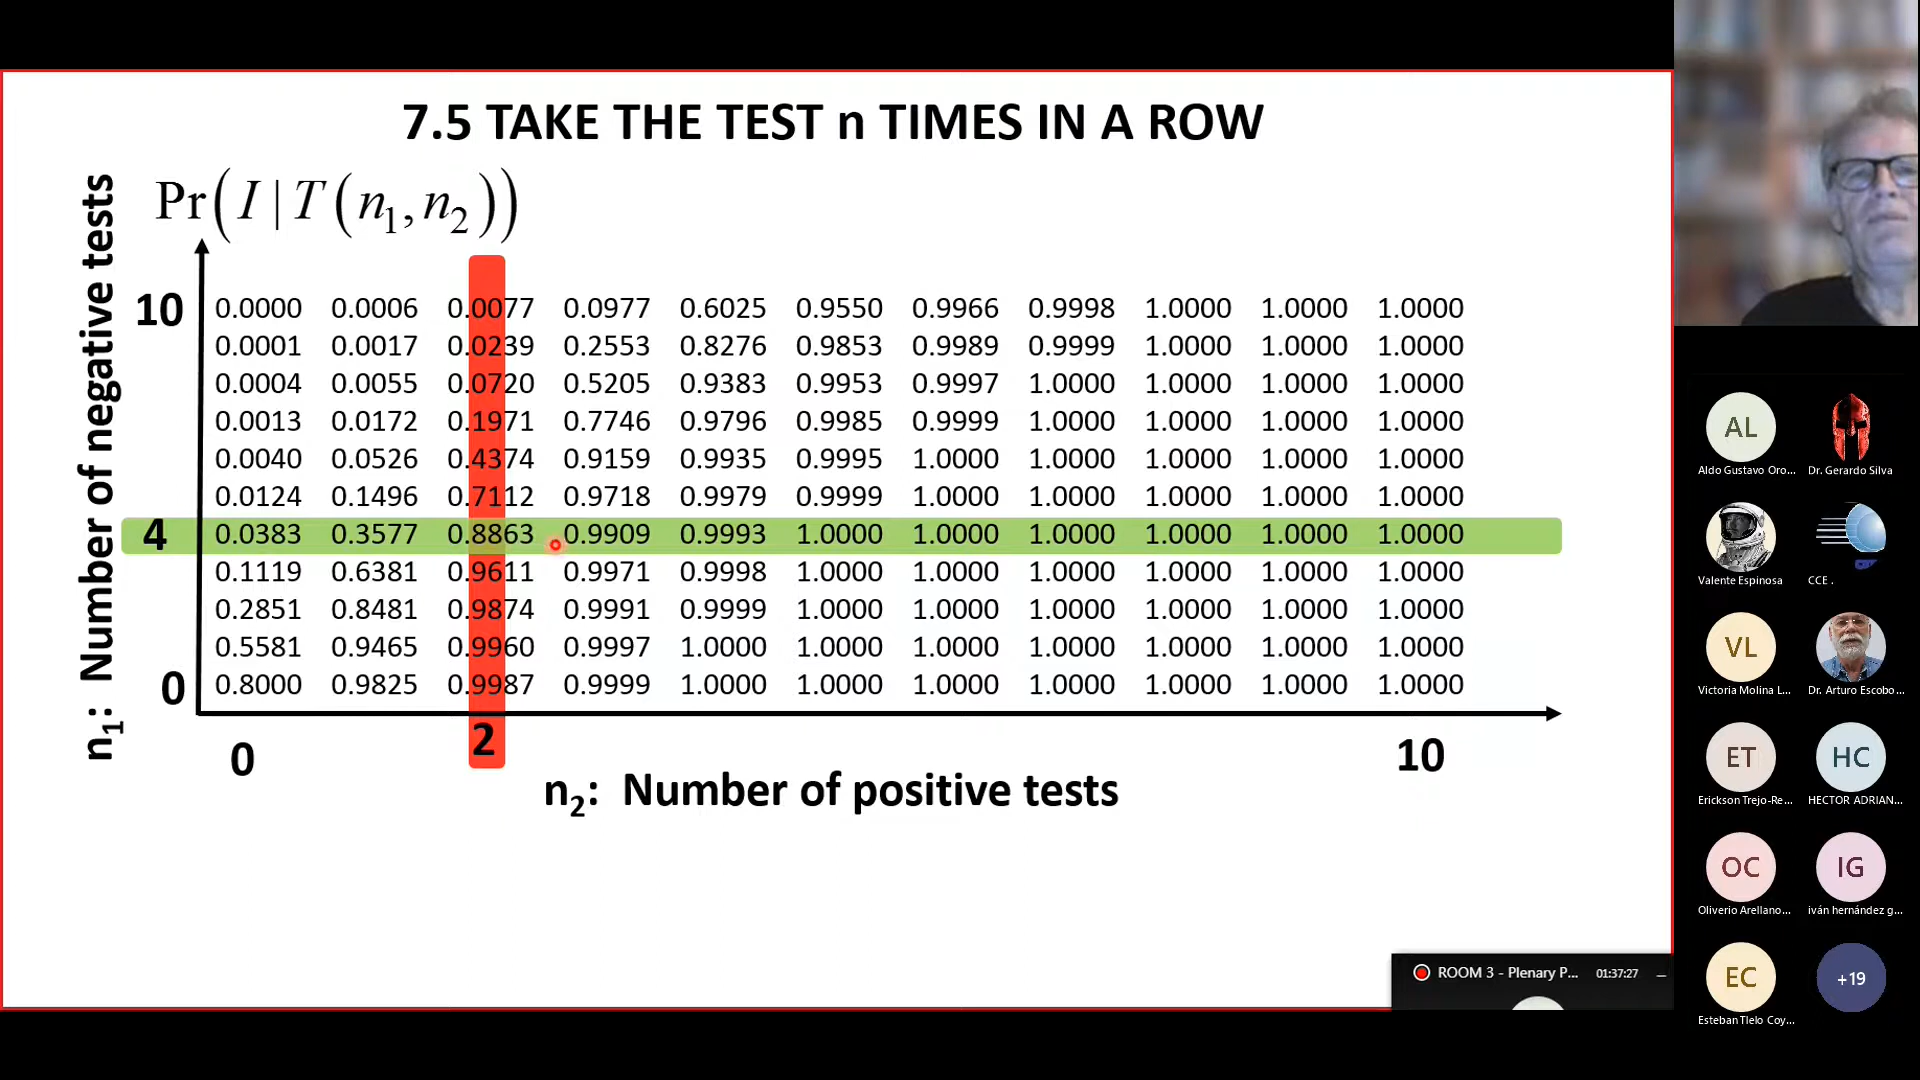 7.5 TAKE THE TEST n TIMES IN A ROW
Pr(I | T(n₁, n₂))
n₁: Number of negative tests
10 0.0000 0.0006 0.0077 0.0977 0.6025 0.9550 0.9966 0.9998 1.0000 1.0000 1.0000
0.0001 0.0017 0.0239 0.2553 0.8276 0.9853 0.9989 0.9999 1.0000 1.0000 1.0000
0.0004 0.0055 0.0720 0.5205 0.9383 0.9953 0.9997 1.0000 1.0000 1.0000 1.0000
0.0013 0.0172 0.1971 0.7746 0.9796 0.9985 0.9999 1.0000 1.0000 1.0000 1.0000
0.0040 0.0526 0.4374 0.9159 0.9935 0.9995 1.0000 1.0000 1.0000 1.0000 1.0000
0.0124 0.1496 0.7112 0.9718 0.9979 0.9999 1.0000 1.0000 1.0000 1.0000 1.0000
4 0.0383 0.3577 0.8863 0.9909 0.9993 1.0000 1.0000 1.0000 1.0000 1.0000 1.0000
0.1119 0.6381 0.9611 0.9971 0.9998 1.0000 1.0000 1.0000 1.0000 1.0000 1.0000
0.2851 0.8481 0.9874 0.9991 0.9999 1.0000 1.0000 1.0000 1.0000 1.0000 1.0000
0.5581 0.9465 0.9960 0.9997 1.0000 1.0000 1.0000 1.0000 1.0000 1.0000 1.0000
0 0.8000 0.9825 0.9987 0.9999 1.0000 1.0000 1.0000 1.0000 1.0000 1.0000 1.0000
0 2 10
n₂: Number of positive tests
ROOM 3 - Plenary P... 01:37:27
AL
Aldo Gustavo Oro... Dr. Gerardo Silva
Valente Espinosa CCE .
VL
Victoria Molina L... Dr. Arturo Escobo...
ET HC
Erickson Trejo-Re... HECTOR ADRIAN...
OC IG
Oliverio Arellano... iván hernández g...
EC +19
Esteban Tlelo Coy...